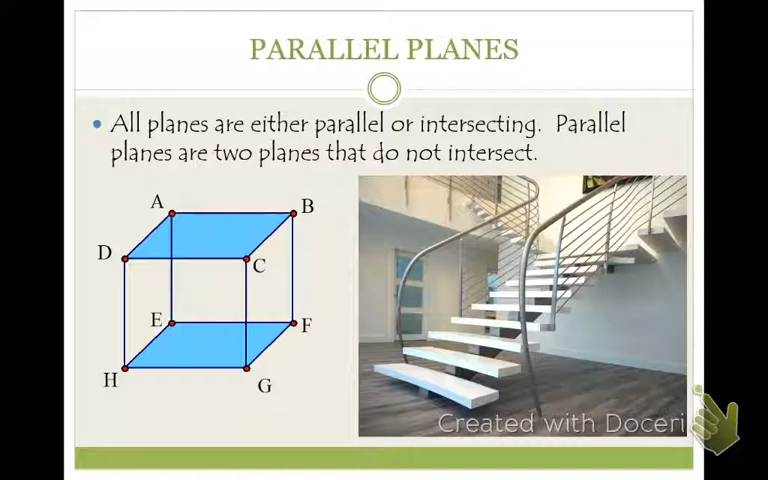 PARALLEL PLANES
• All planes are either parallel or intersecting. Parallel
planes are two planes that do not intersect.
A
B
D
C
E
F
H
G
Created with Doceri